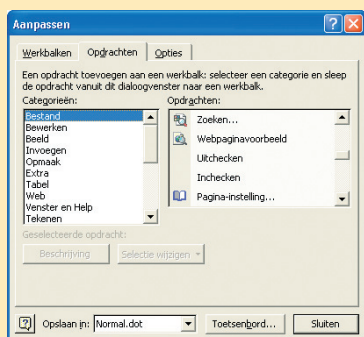 Aanpassen
Werkbalken Opdrachten Opties
Een opdracht toevoegen aan een werkbalk: selecteer een categorie en sleep
de opdracht vanuit dit dialoogvenster naar een werkbalk.
Categorieën:
Bestand
Bewerken
Beeld
Invoegen
Opmaak
Extra
Tabel
Web
Venster en Help
Tekenen
Opdrachten:
Zoeken...
Webpaginavoorbeeld
Uitchecken
Inchecken
Pagina-instelling...
Geselecteerde opdracht:
Beschrijving Selectie wijzigen
Opslaan in: Normal.dot Toetsenbord... Sluiten